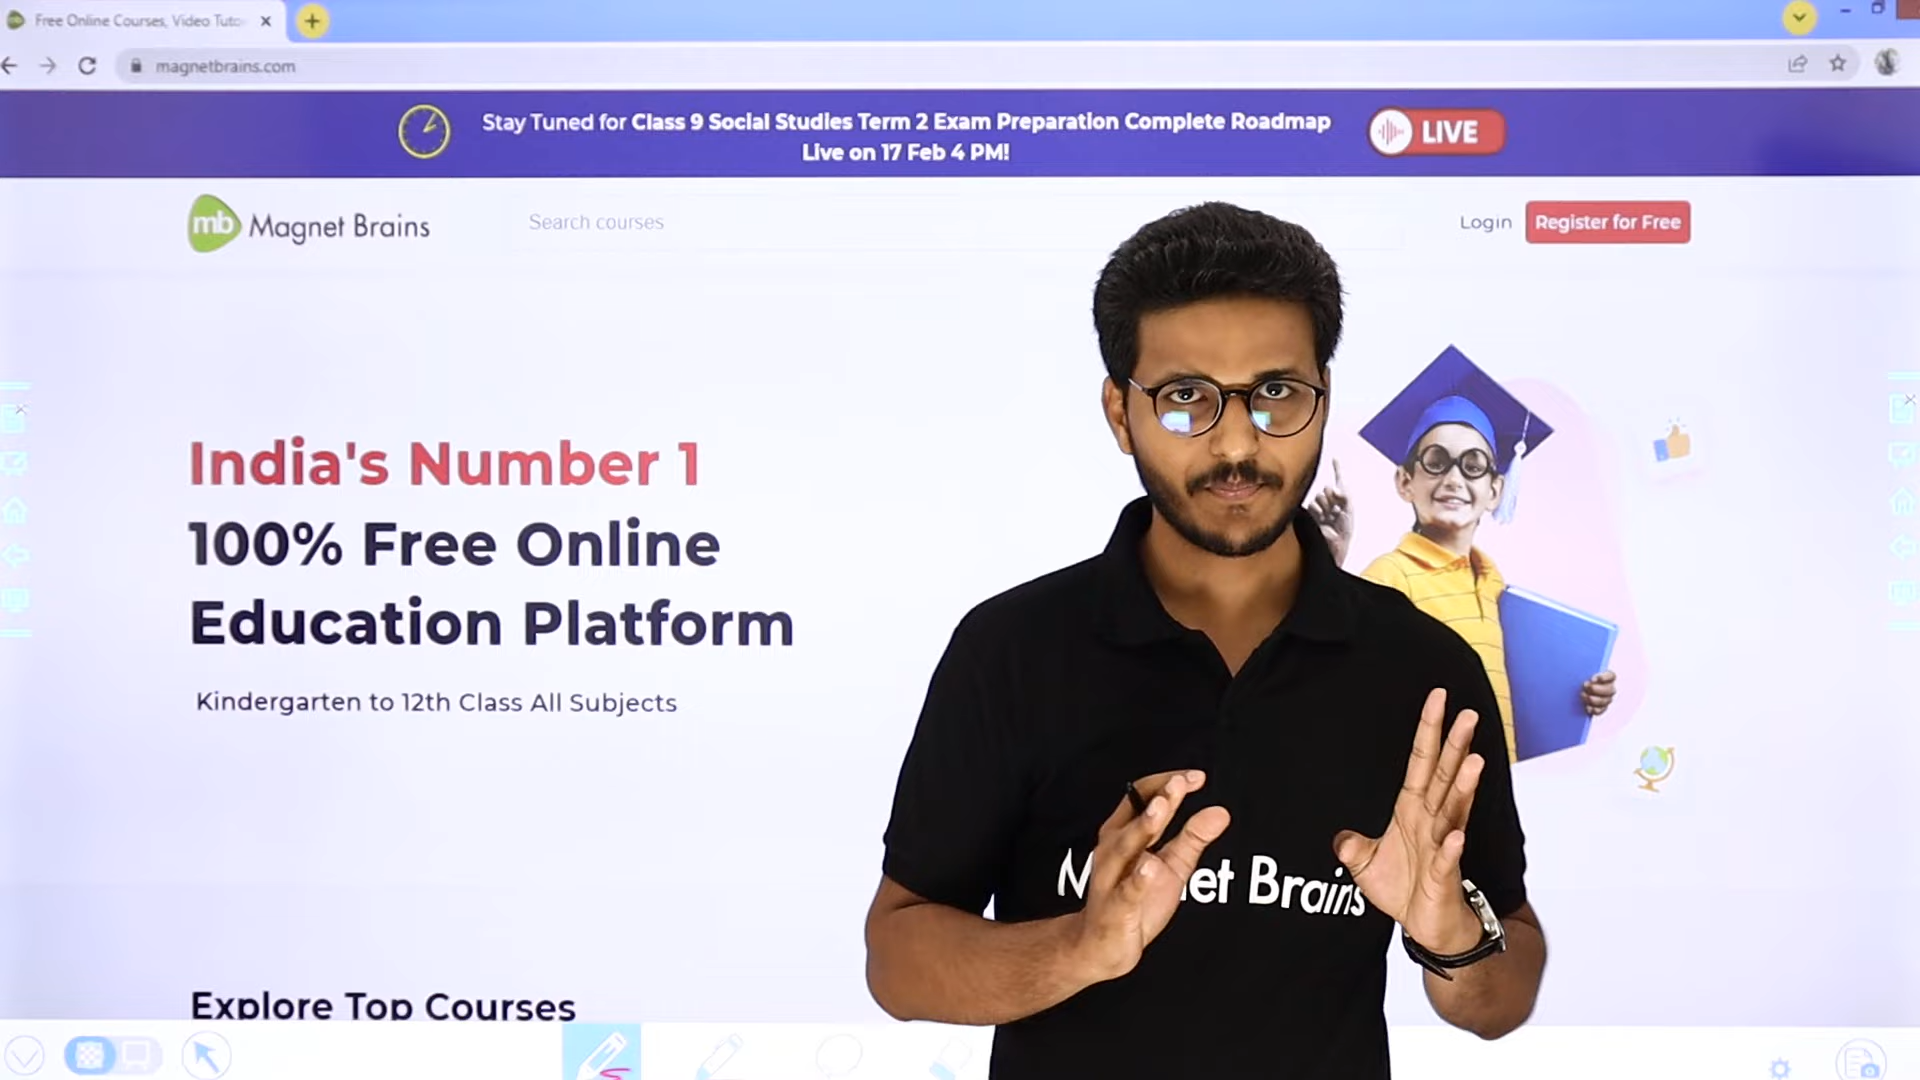 Free Online Courses, Video Tuto
magnetbrains.com
Stay Tuned for Class 9 Social Studies Term 2 Exam Preparation Complete Roadmap
Live on 17 Feb 4 PM!
LIVE
mb Magnet Brains
Search courses
Login
Register for Free
India's Number 1
100% Free Online
Education Platform
Kindergarten to 12th Class All Subjects
M et Brains
Explore Top Courses